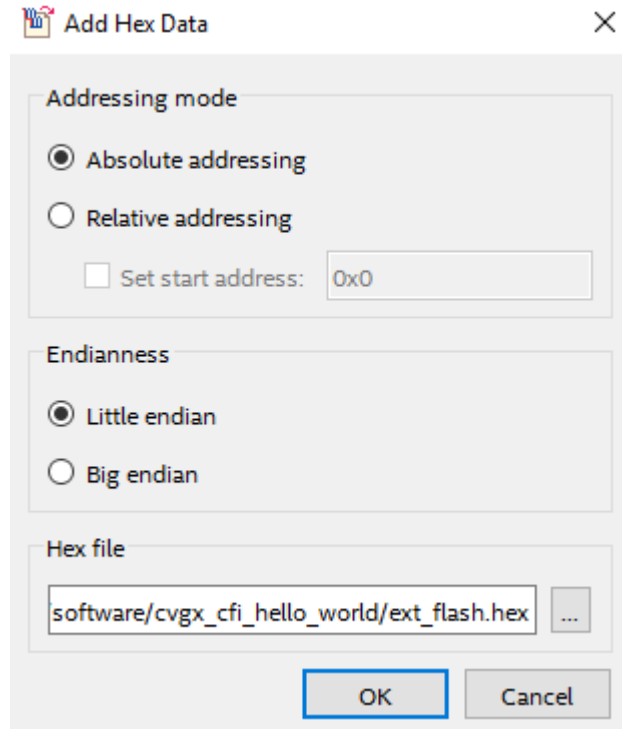 Add Hex Data
Addressing mode
Absolute addressing
Relative addressing
Set start address: 0x0
Endianness
Little endian
Big endian
Hex file
software/cvgx_cfi_hello_world/ext_flash.hex ...
OK Cancel